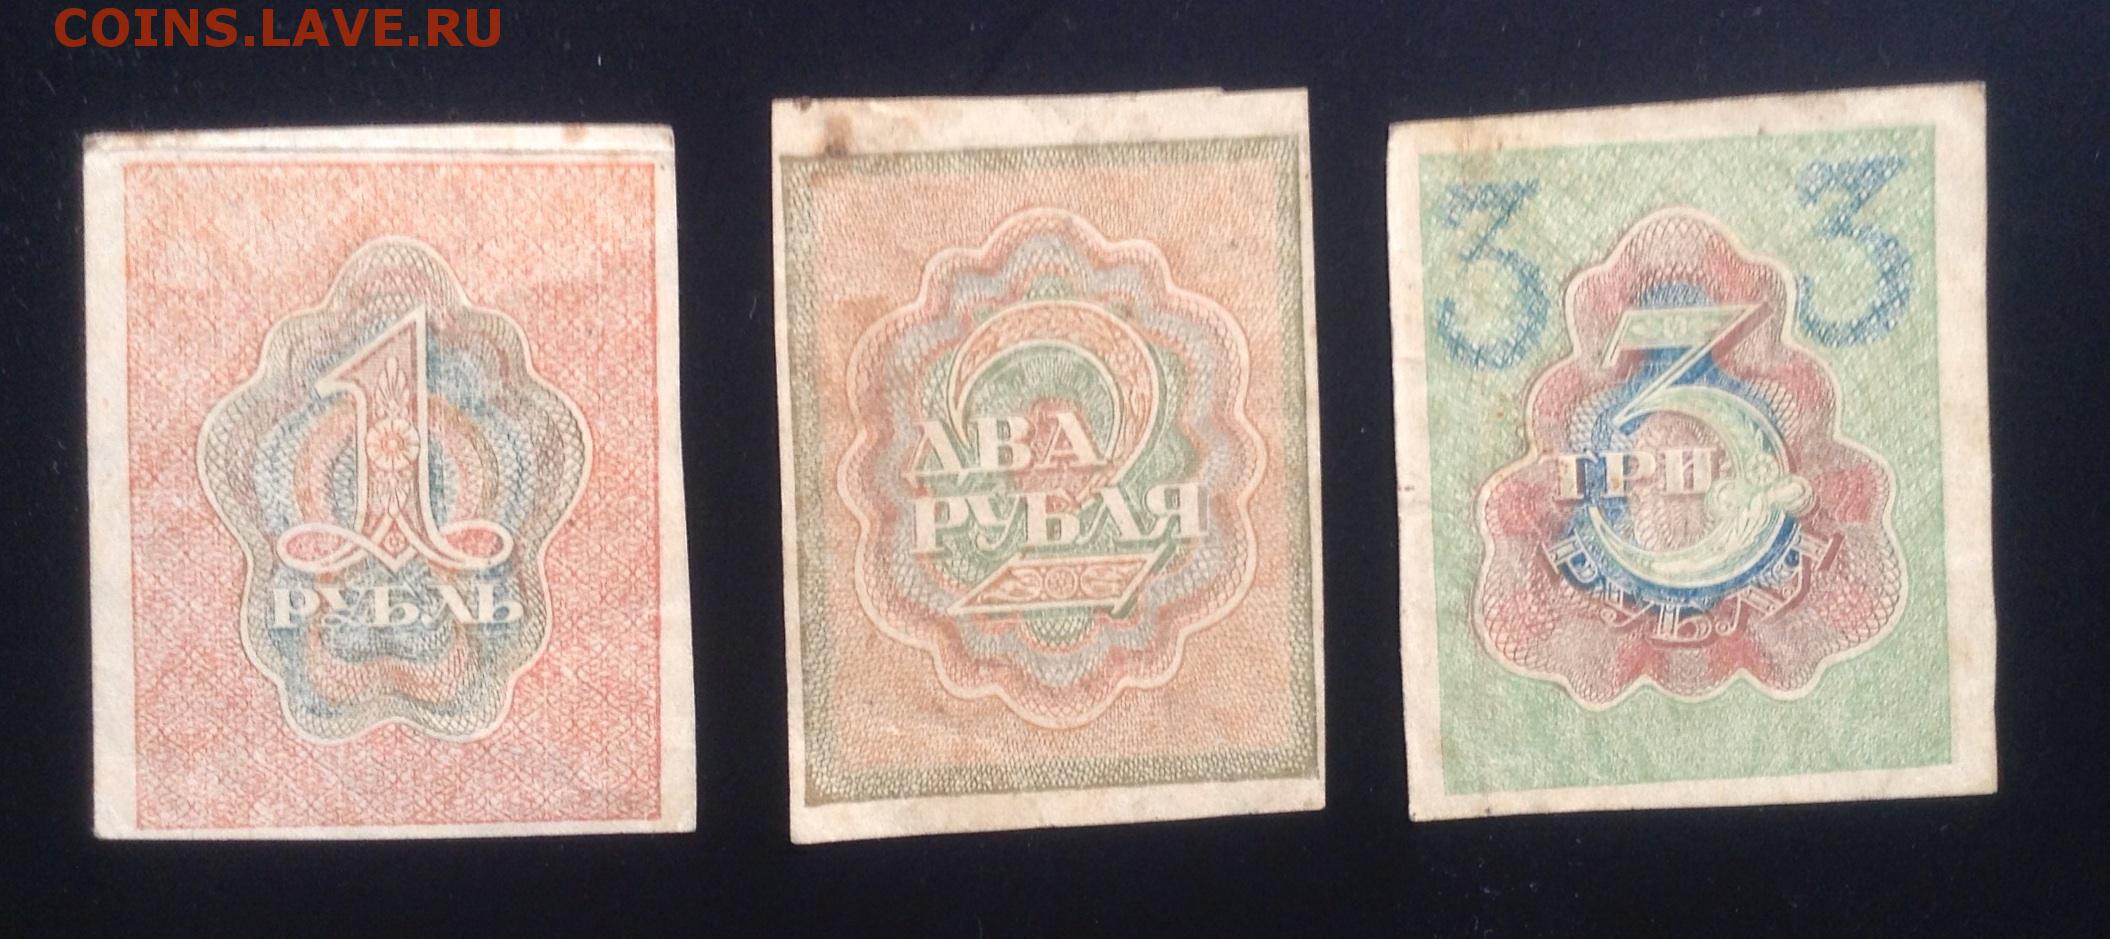 COINS.LAVE.RU
1
РУБЛЬ
2
ДВА
РУБЛЯ
3 3
3
ТРИ
РУБЛЯ